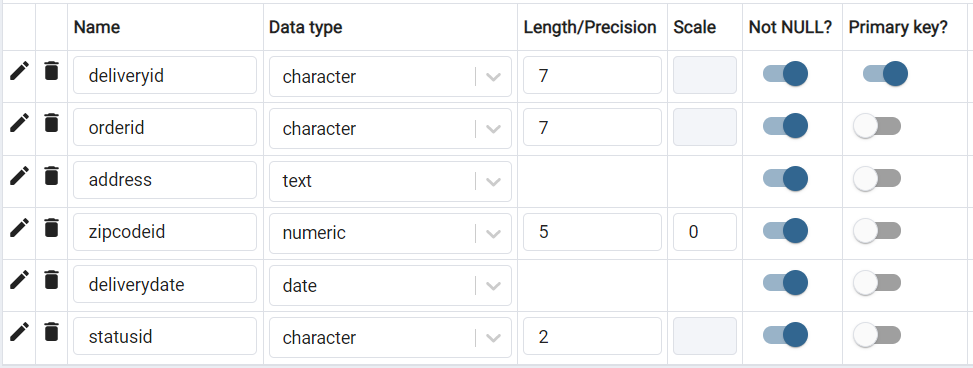 Name Data type Length/Precision Scale Not NULL? Primary key?
deliveryid character 7
orderid character 7
address text
zipcodeid numeric 5 0
deliverydate date
statusid character 2